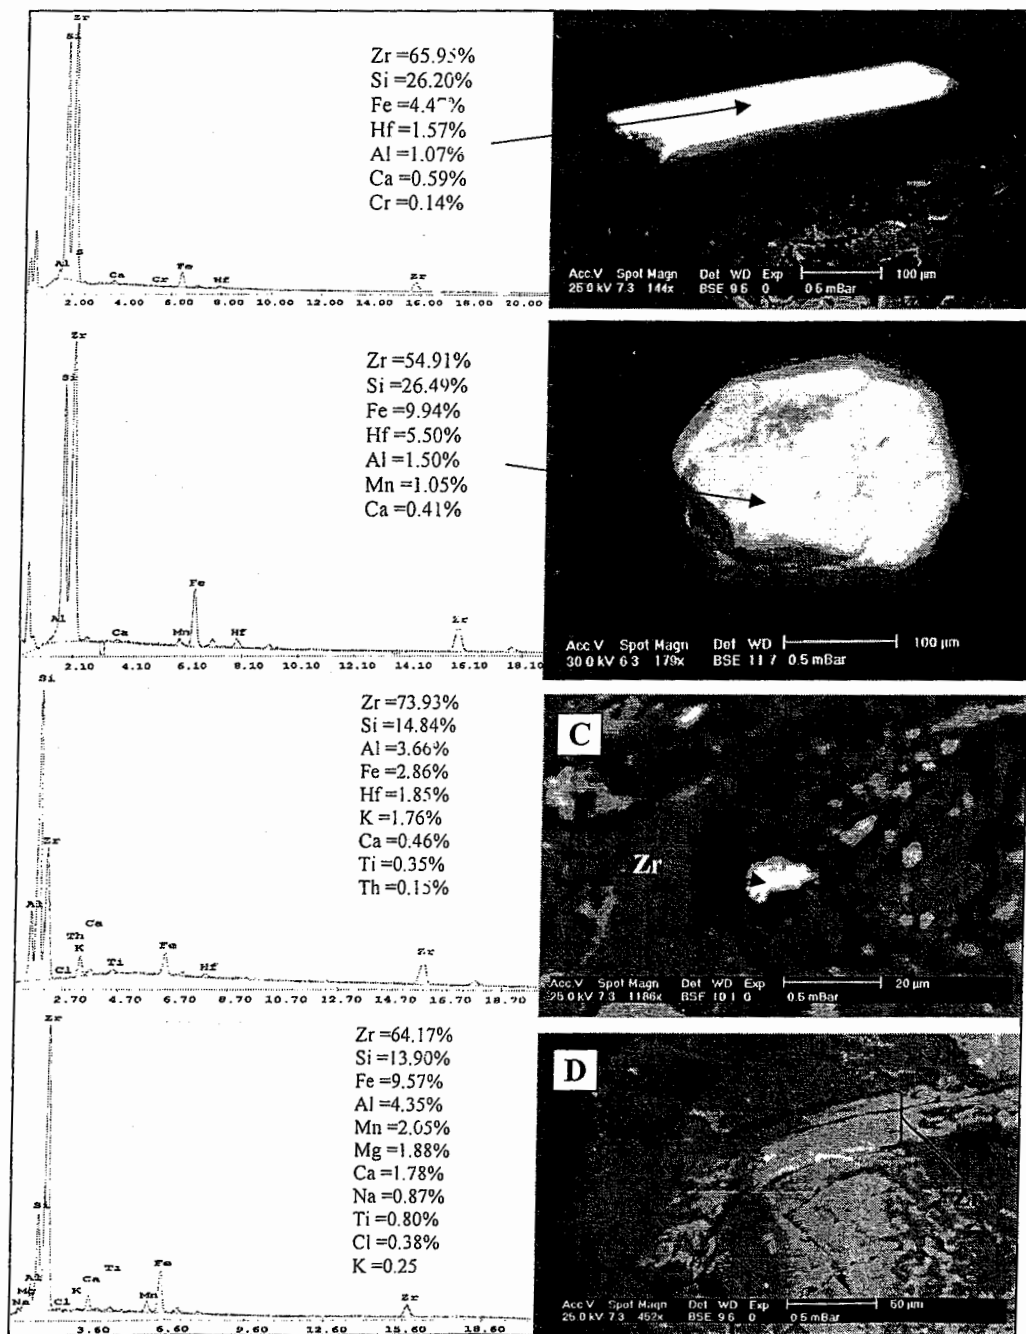 Zr
Si
Zr =65.95%
Si =26.20%
Fe =4.47%
Hf =1.57%
Al =1.07%
Ca =0.59%
Cr =0.14%
Al
Ca
Cr
Fe
Hf
Zr
2.00 4.00 6.00 8.00 10.00 12.00 14.00 16.00 18.00 20.00
Acc.V Spot Magn Det WD Exp 100 µm
25.0 kV 7.3 144x BSE 9.6 0 0.5 mBar
Zr
Si
Zr =54.91%
Si =26.49%
Fe =9.94%
Hf =5.50%
Al =1.50%
Mn =1.05%
Ca =0.41%
Fe
Al
Ca
Mn
Hf
Zr
2.10 4.10 6.10 8.10 10.10 12.10 14.10 16.10 18.10
Acc.V Spot Magn Det WD 100 µm
30.0 kV 6.3 179x BSE 11.7 0.5 mBar
Si
Zr =73.93%
Si =14.84%
Al =3.66%
Fe =2.86%
Hf =1.85%
K =1.76%
Ca =0.46%
Ti =0.35%
Th =0.15%
Zr
Al
Ca
Th
K
Cl
Ti
Fe
Hf
Zr
2.70 4.70 6.70 8.70 10.70 12.70 14.70 16.70 18.70
C
Zr
Acc.V Spot Magn Det WD Exp 20 µm
25.0 kV 7.3 1186x BSE 10.1 0 0.5 mBar
Zr
Zr =64.17%
Si =13.90%
Fe =9.57%
Al =4.35%
Mn =2.05%
Mg =1.88%
Ca =1.78%
Na =0.87%
Ti =0.80%
Cl =0.38%
K =0.25
Si
Al
Mg
Na
Cl
K
Ca
Ti
Mn
Fe
Zr
3.60 6.60 9.60 12.60 15.60 18.60
D
Zr
Acc.V Spot Magn Det WD Exp 50 µm
25.0 kV 7.3 452x BSE 9.6 0 0.5 mBar